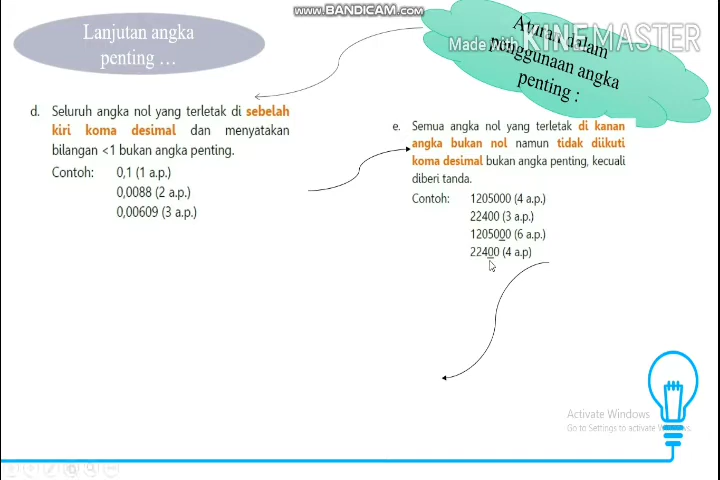 www.BANDICAM.com
Made with KINEMASTER
Lanjutan angka
penting …
Aturan dalam
penggunaan angka
penting :
d. Seluruh angka nol yang terletak di sebelah
kiri koma desimal dan menyatakan
bilangan <1 bukan angka penting.
Contoh: 0,1 (1 a.p.)
0,0088 (2 a.p.)
0,00609 (3 a.p.)
e. Semua angka nol yang terletak di kanan
angka bukan nol namun tidak diikuti
koma desimal bukan angka penting, kecuali
diberi tanda.
Contoh: 1205000 (4 a.p.)
22400 (3 a.p.)
1205000 (6 a.p.)
22400 (4 a.p)
Activate Windows
Go to Settings to activate Windows.